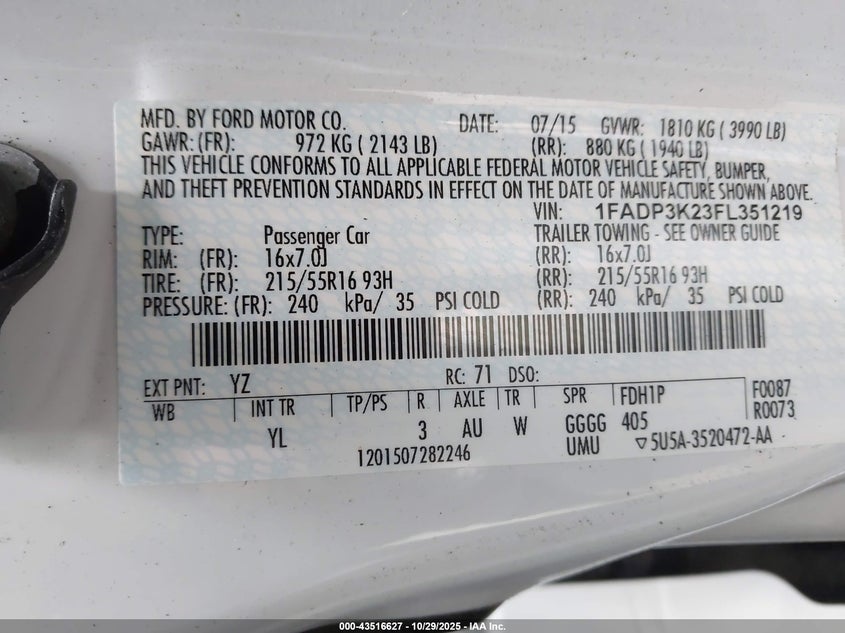 MFD. BY FORD MOTOR CO. DATE: 07/15 GVWR: 1810 KG ( 3990 LB)
GAWR: (FR): 972 KG ( 2143 LB) (RR): 880 KG ( 1940 LB)
THIS VEHICLE CONFORMS TO ALL APPLICABLE FEDERAL MOTOR VEHICLE SAFETY, BUMPER,
AND THEFT PREVENTION STANDARDS IN EFFECT ON THE DATE OF MANUFACTURE SHOWN ABOVE.
VIN: 1FADP3K23FL351219
TYPE: Passenger Car TRAILER TOWING - SEE OWNER GUIDE
RIM: (FR): 16x7.0J (RR): 16x7.0J
TIRE: (FR): 215/55R16 93H (RR): 215/55R16 93H
PRESSURE: (FR): 240 kPa/ 35 PSI COLD (RR): 240 kPa/ 35 PSI COLD
EXT PNT: YZ RC: 71 DSO:
WB INT TR TP/PS R AXLE TR SPR FDH1P F0087
R0073
YL 3 AU W GGGG 405
1201507282246 UMU ▽5U5A-3520472-AA
000-43516627 - 10/29/2025 - IAA Inc.